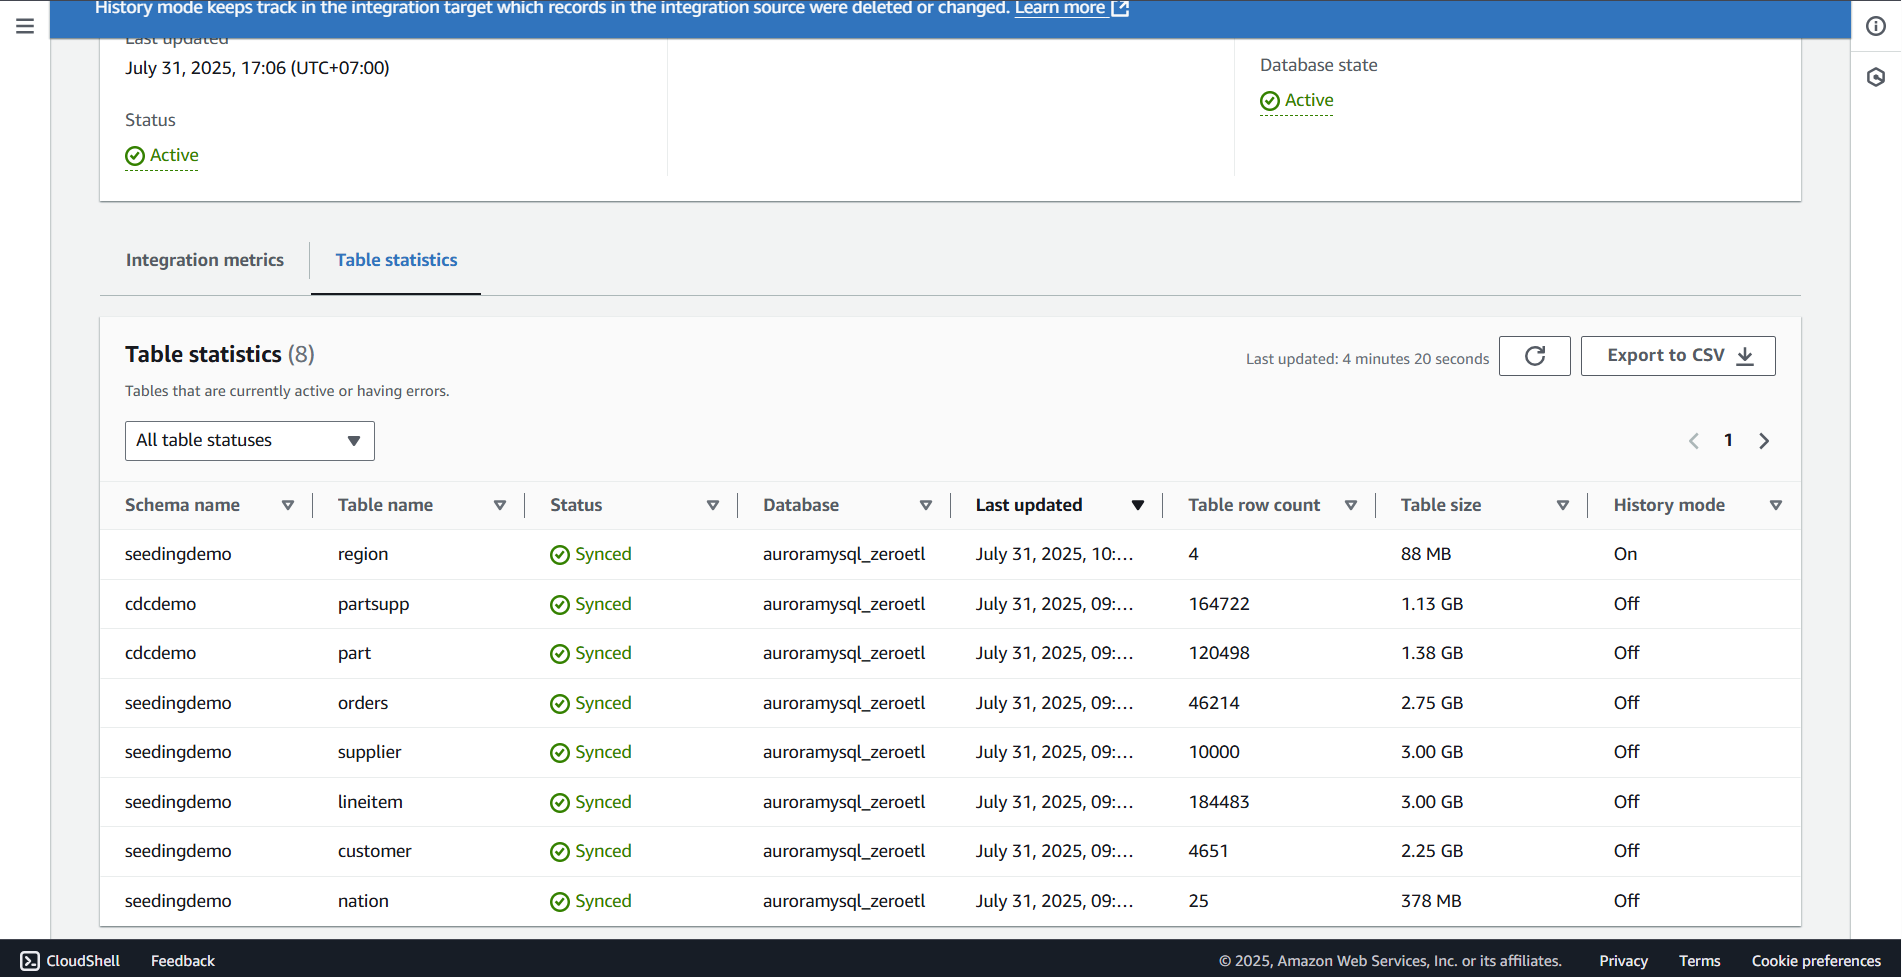 History mode keeps track in the integration target which records in the integration source were deleted or changed. Learn more
Last updated
July 31, 2025, 17:06 (UTC+07:00)
Status
Active
Database state
Active
Integration metrics
Table statistics
Table statistics (8)
Tables that are currently active or having errors.
Last updated: 4 minutes 20 seconds
Export to CSV
All table statuses
1
Schema name Table name Status Database Last updated Table row count Table size History mode
seedingdemo region Synced auroramysql_zeroetl July 31, 2025, 10:... 4 88 MB On
cdcdemo partsupp Synced auroramysql_zeroetl July 31, 2025, 09:... 164722 1.13 GB Off
cdcdemo part Synced auroramysql_zeroetl July 31, 2025, 09:... 120498 1.38 GB Off
seedingdemo orders Synced auroramysql_zeroetl July 31, 2025, 09:... 46214 2.75 GB Off
seedingdemo supplier Synced auroramysql_zeroetl July 31, 2025, 09:... 10000 3.00 GB Off
seedingdemo lineitem Synced auroramysql_zeroetl July 31, 2025, 09:... 184483 3.00 GB Off
seedingdemo customer Synced auroramysql_zeroetl July 31, 2025, 09:... 4651 2.25 GB Off
seedingdemo nation Synced auroramysql_zeroetl July 31, 2025, 09:... 25 378 MB Off
CloudShell Feedback © 2025, Amazon Web Services, Inc. or its affiliates. Privacy Terms Cookie preferences